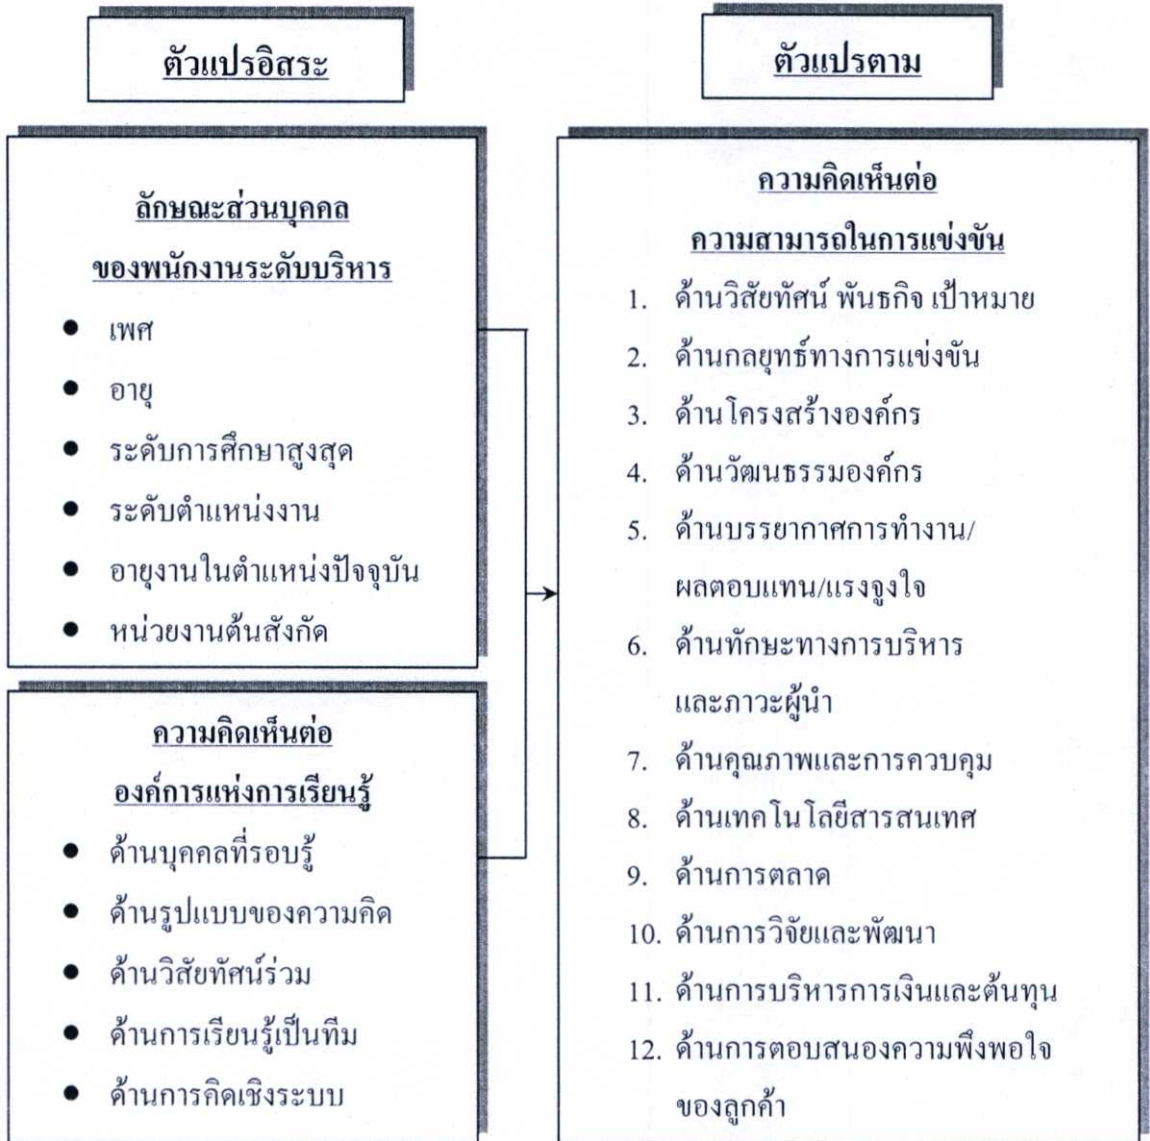 ตัวแปรอิสระ
ลักษณะส่วนบุคคล
ของพนักงานระดับบริหาร
● เพศ
● อายุ
● ระดับการศึกษาสูงสุด
● ระดับตำแหน่งงาน
● อายุงานในตำแหน่งปัจจุบัน
● หน่วยงานต้นสังกัด
ความคิดเห็นต่อ
องค์การแห่งการเรียนรู้
● ด้านบุคคลที่รอบรู้
● ด้านรูปแบบของความคิด
● ด้านวิสัยทัศน์ร่วม
● ด้านการเรียนรู้เป็นทีม
● ด้านการคิดเชิงระบบ
ตัวแปรตาม
ความคิดเห็นต่อ
ความสามารถในการแข่งขัน
1. ด้านวิสัยทัศน์ พันธกิจ เป้าหมาย
2. ด้านกลยุทธ์ทางการแข่งขัน
3. ด้านโครงสร้างองค์กร
4. ด้านวัฒนธรรมองค์กร
5. ด้านบรรยากาศการทำงาน/
ผลตอบแทน/แรงจูงใจ
6. ด้านทักษะทางการบริหาร
และภาวะผู้นำ
7. ด้านคุณภาพและการควบคุม
8. ด้านเทคโนโลยีสารสนเทศ
9. ด้านการตลาด
10. ด้านการวิจัยและพัฒนา
11. ด้านการบริหารการเงินและต้นทุน
12. ด้านการตอบสนองความพึงพอใจ
ของลูกค้า